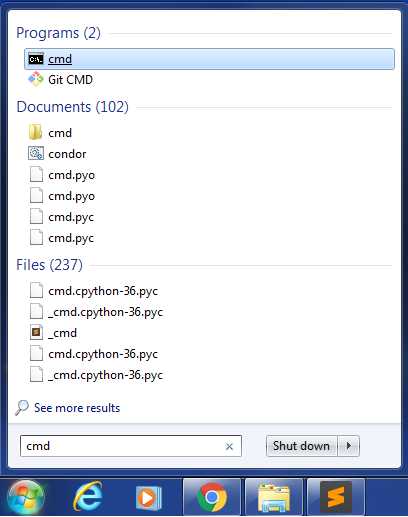 Programs (2)
cmd
Git CMD
Documents (102)
cmd
condor
cmd.pyo
cmd.pyo
cmd.pyc
cmd.pyc
Files (237)
cmd.cpython-36.pyc
_cmd.cpython-36.pyc
_cmd
cmd.cpython-36.pyc
_cmd.cpython-36.pyc
See more results
cmd
Shut down